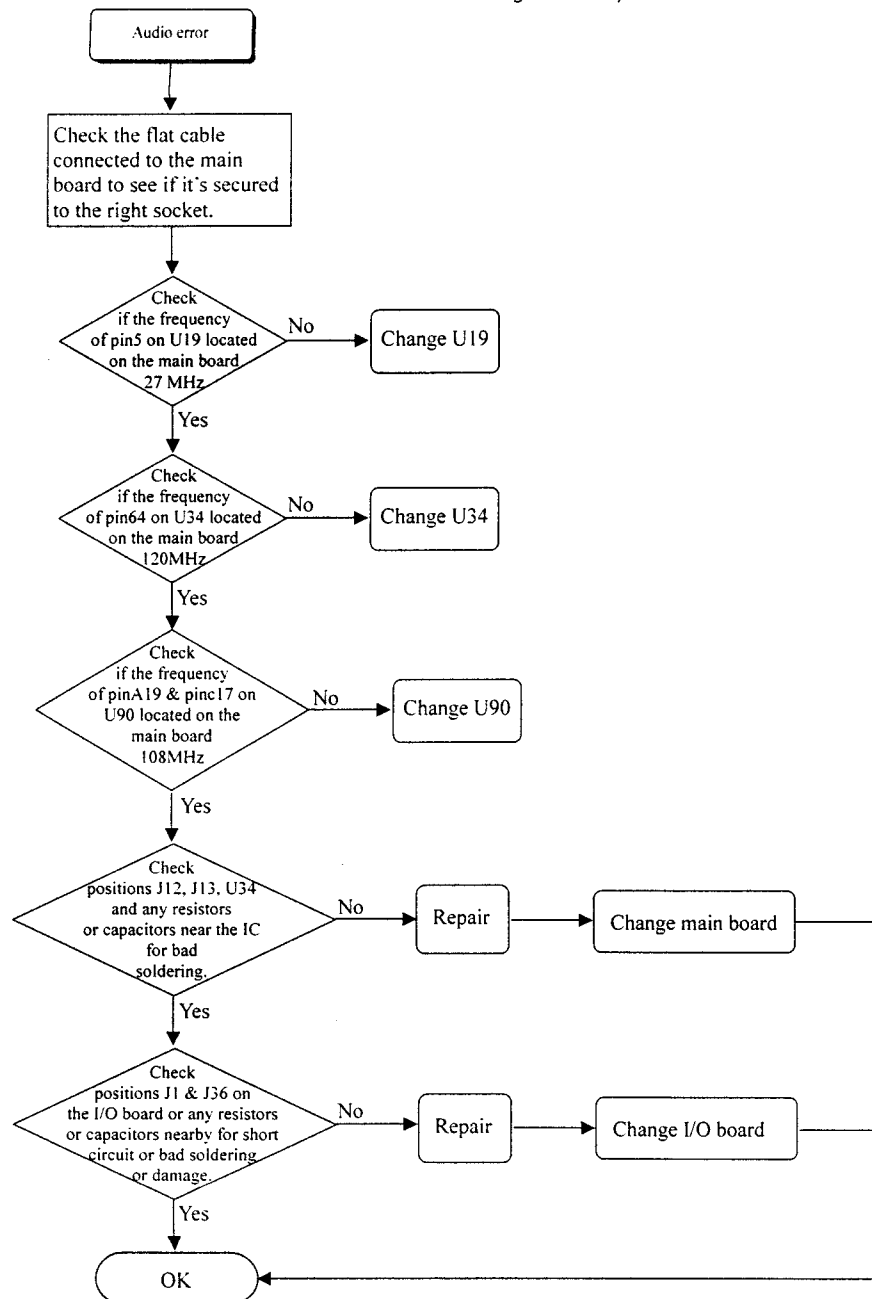 Audio error
Check the flat cable
connected to the main
board to see if it's secured
to the right socket.
Check
if the frequency
of pin5 on U19 located
on the main board
27 MHz
No
Change U19
Yes
Check
if the frequency
of pin64 on U34 located
on the main board
120MHz
No
Change U34
Yes
Check
if the frequency
of pinA19 & pinc17 on
U90 located on the
main board
108MHz
No
Change U90
Yes
Check
positions J12, J13, U34
and any resistors
or capacitors near the IC
for bad
soldering.
No
Repair
Change main board
Yes
Check
positions J1 & J36 on
the I/O board or any resistors
or capacitors nearby for short
circuit or bad soldering
or damage.
No
Repair
Change I/O board
Yes
OK